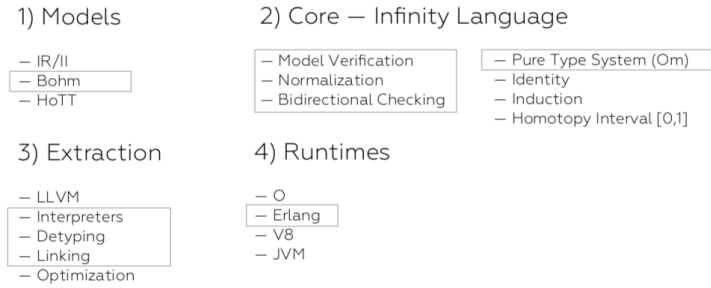 1) Models
— IR/II
— Bohm
— HoTT
2) Core — Infinity Language
— Model Verification
— Normalization
— Bidirectional Checking
— Pure Type System (Om)
— Identity
— Induction
— Homotopy Interval [0,1]
3) Extraction
— LLVM
— Interpreters
— Detyping
— Linking
— Optimization
4) Runtimes
— O
— Erlang
— V8
— JVM